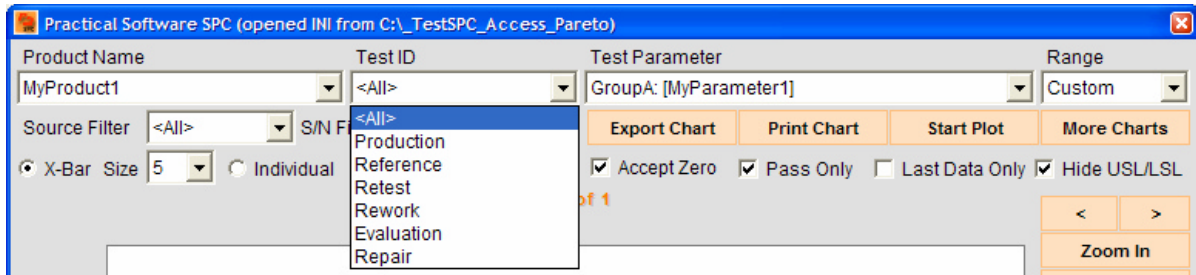 Practical Software SPC (opened INI from C:\_TestSPC_Access_Pareto)
Product Name Test ID Test Parameter Range
MyProduct1 <All> GroupA: [MyParameter1] Custom
Source Filter <All> S/N Fi <All> Export Chart Print Chart Start Plot More Charts
Production
X-Bar Size 5 Individual Reference Accept Zero Pass Only Last Data Only Hide USL/LSL
Retest
Rework of 1 < >
Evaluation
Repair Zoom In